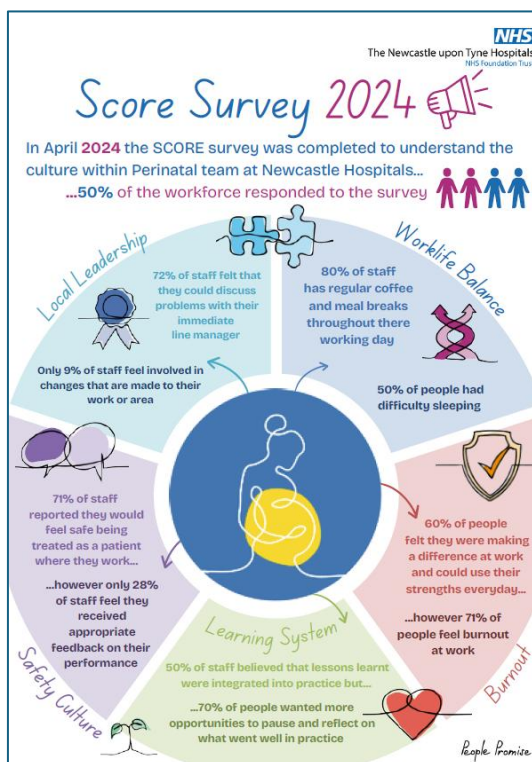 NHS
The Newcastle upon Tyne Hospitals
NHS Foundation Trust
Score Survey 2024
In April 2024 the SCORE survey was completed to understand the
culture within Perinatal team at Newcastle Hospitals...
...50% of the workforce responded to the survey
Local Leadership
72% of staff felt that
they could discuss
problems with their
immediate
line manager
Only 9% of staff feel involved in
changes that are made to their
work or area
Worklife Balance
80% of staff
has regular coffee
and meal breaks
throughout there
working day
50% of people had
difficulty sleeping
71% of staff
reported they would
feel safe being
treated as a patient
where they work...
...however only 28%
of staff feel they
received
appropriate
feedback on their
performance
Safety Culture
60% of people
felt they were making
a difference at work
and could use their
strengths everyday...
...however 71% of
people feel burnout
at work
Burnout
Learning System
50% of staff believed that lessons learnt
were integrated into practice but...
...70% of people wanted more
opportunities to pause and reflect on
what went well in practice
People Promise